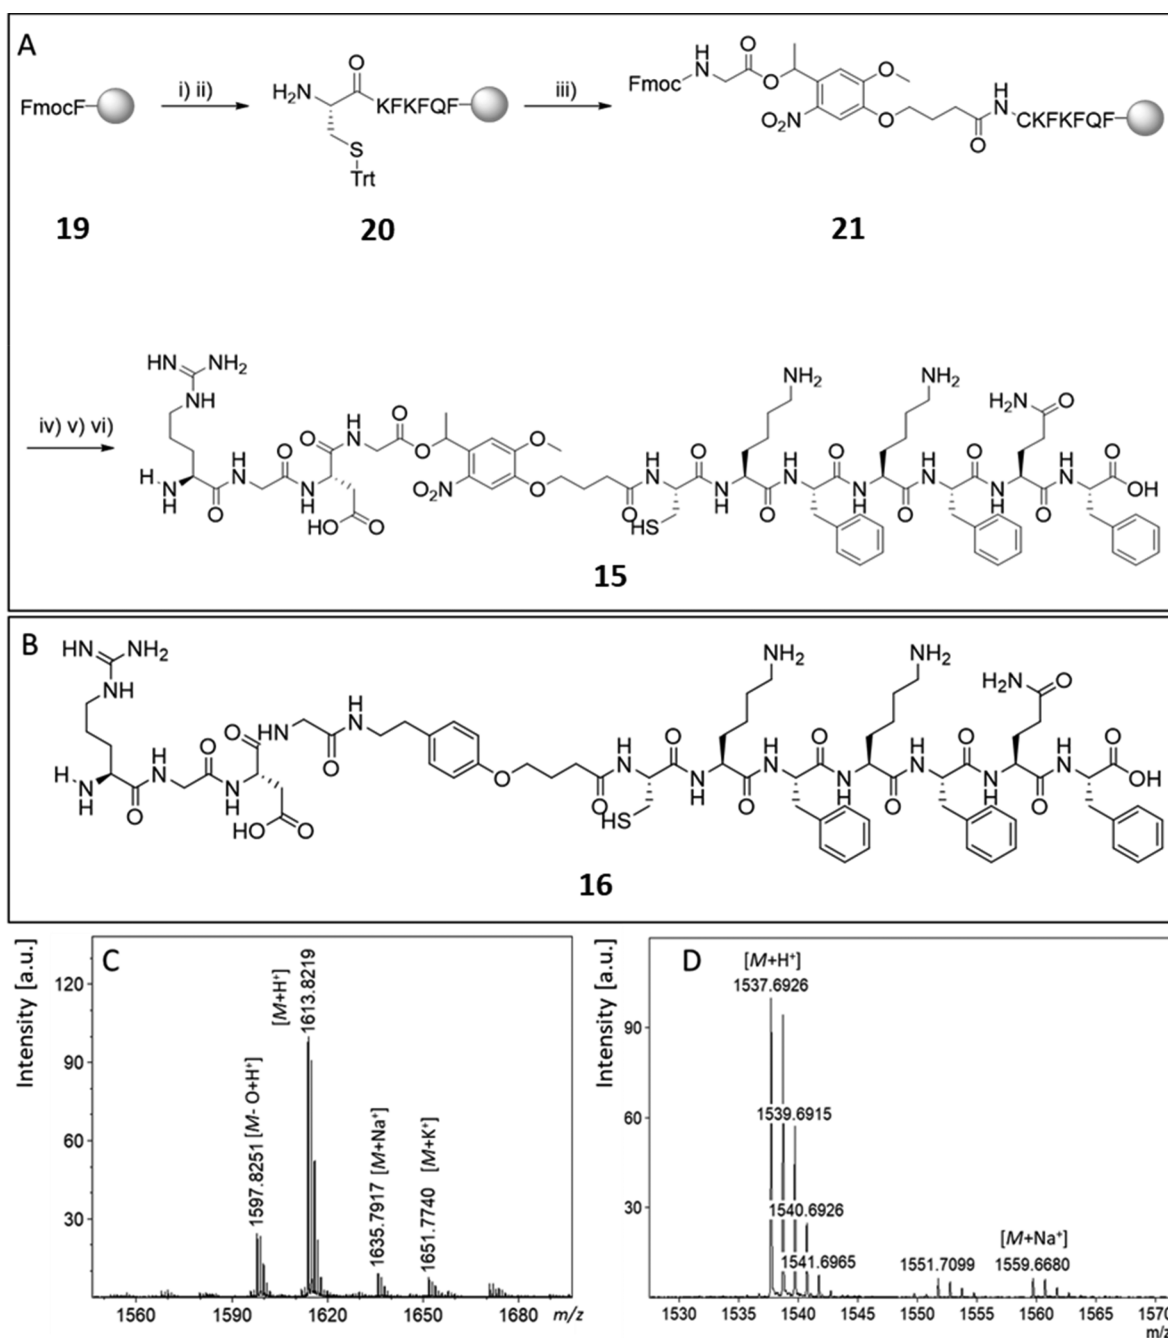 A
FmocF
i) ii)
H₂N
O
KFKFQF
S
Trt
iii)
Fmoc
H
N
O
O
O
O₂N
O
H
N
O
CKFKFQF
19
20
21
iv) v) vi)
HN
NH₂
NH
NH₂
NH₂
H₂N
O
H
N
O
H
N
O
O
H
N
O
O
O
H
N
O
H
N
O
H
N
O
H
N
O
OH
H
N
O
N
H
O₂N
O
O
N
H
O
N
H
O
N
H
O
HO
O
HS
15
B
HN
NH₂
NH
NH₂
NH₂
H₂N
O
O
HN
H
N
H
N
O
O
H
N
O
H
N
O
H
N
O
H
N
O
OH
H
N
H
O
N
H
O
O
O
N
H
O
N
H
O
N
H
O
HO
O
HS
16
C
Intensity [a.u.]
120
90
60
30
1597.8251 [M- O+H⁺]
[M+H⁺]
1613.8219
1635.7917 [M+Na⁺]
1651.7740 [M+K⁺]
1560 1590 1620 1650 1680 m/z
D
Intensity [a.u.]
90
60
30
[M+H⁺]
1537.6926
1539.6915
1540.6926
1541.6965
1551.7099
[M+Na⁺]
1559.6680
1530 1535 1540 1545 1550 1555 1560 1565 1570
m/z